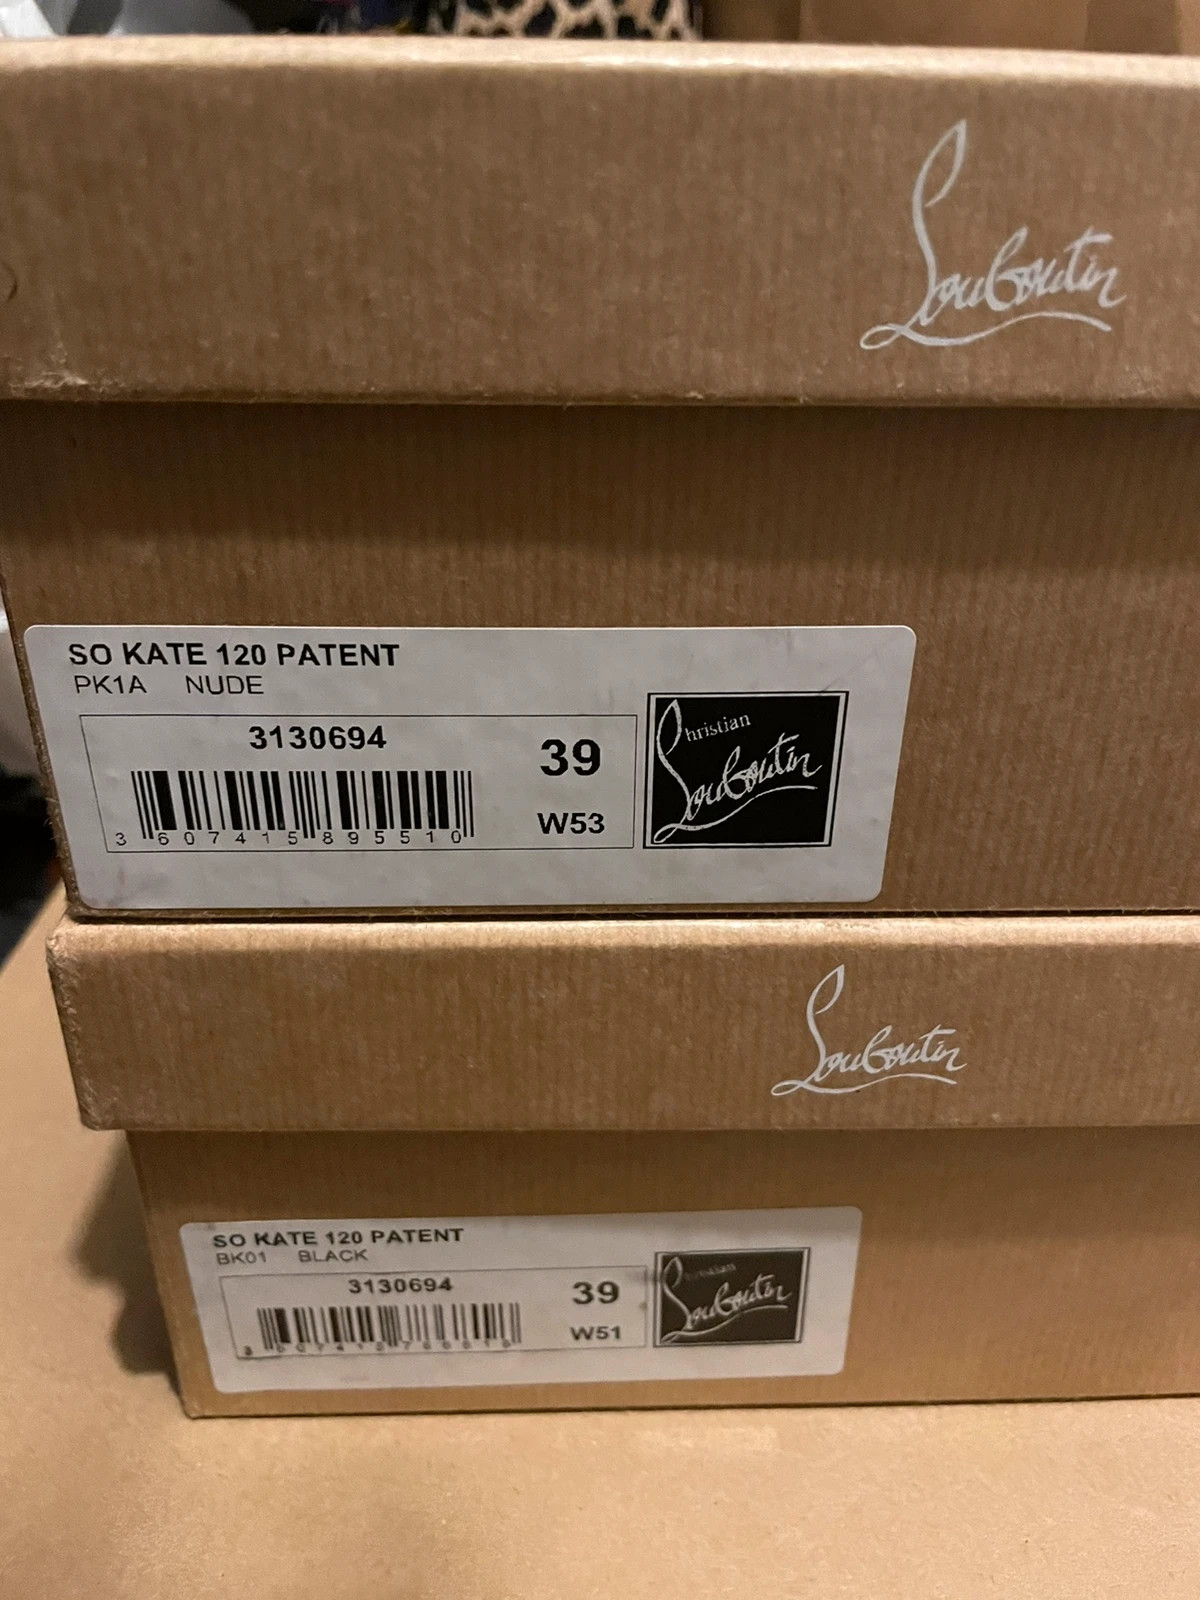 Louboutin
SO KATE 120 PATENT
PK1A NUDE
3130694
39
W53
3 607415 895510
Christian
Louboutin
Louboutin
SO KATE 120 PATENT
BK01 BLACK
3130694
39
W51
Christian
Louboutin